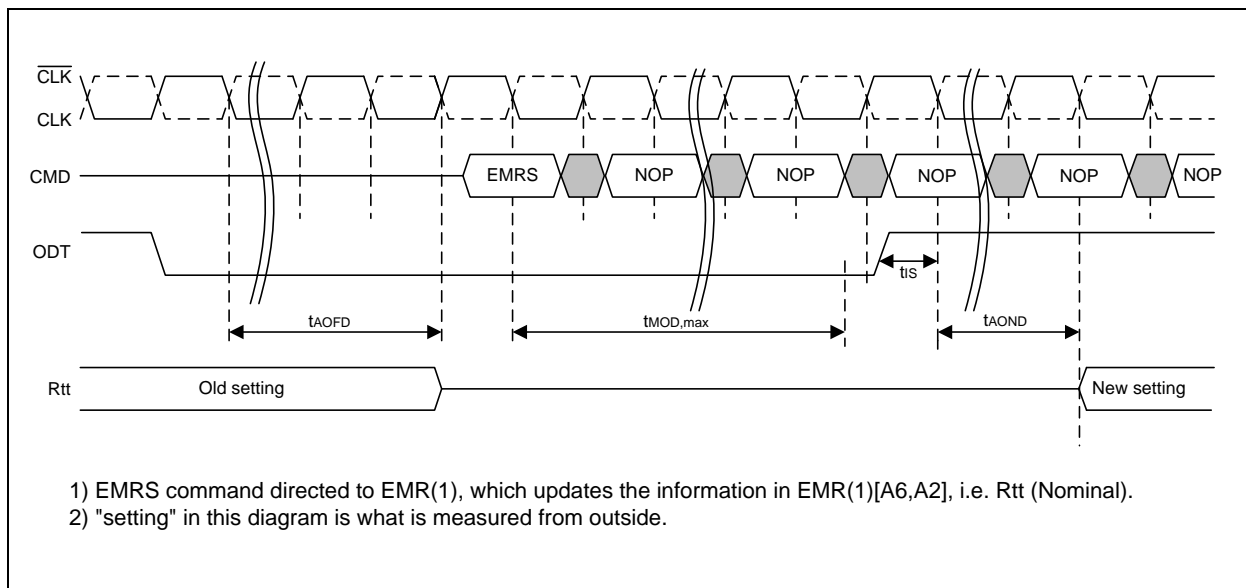 CLK
CLK
CMD
EMRS
NOP
NOP
NOP
NOP
NOP
ODT
tIS
tAOFD
tMOD,max
tAOND
Rtt
Old setting
New setting
1) EMRS command directed to EMR(1), which updates the information in EMR(1)[A6,A2], i.e. Rtt (Nominal).
2) "setting" in this diagram is what is measured from outside.